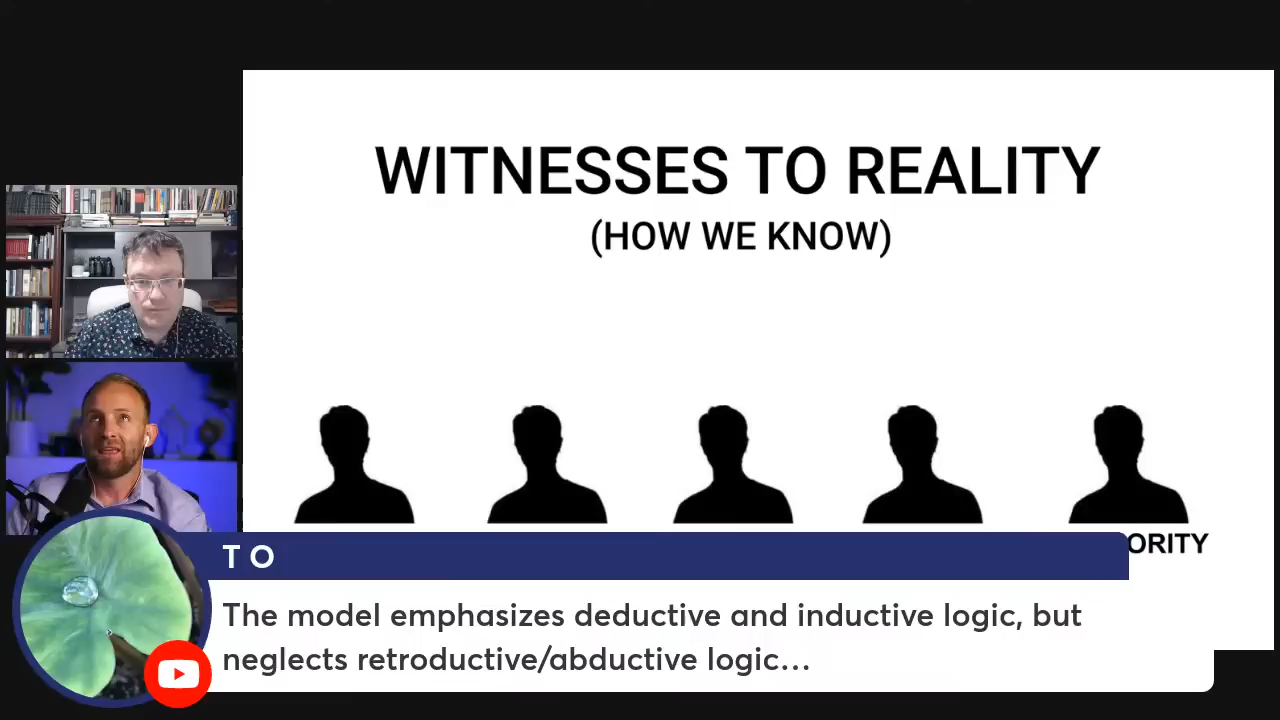 WITNESSES TO REALITY
(HOW WE KNOW)
ORITY
T O
The model emphasizes deductive and inductive logic, but
neglects retroductive/abductive logic…